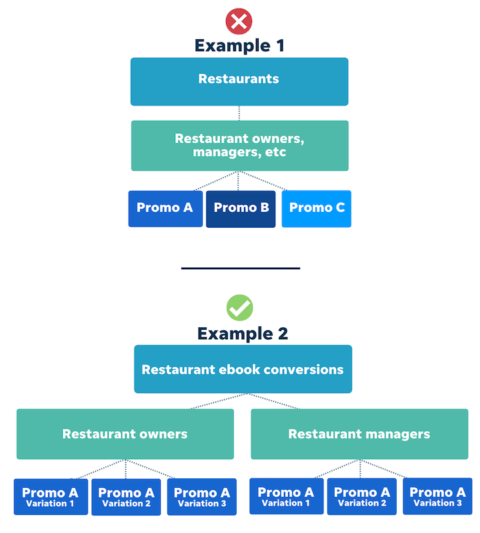 Example 1
Restaurants
Restaurant owners,
managers, etc
Promo A
Promo B
Promo C
Example 2
Restaurant ebook conversions
Restaurant owners
Restaurant managers
Promo A
Variation 1
Promo A
Variation 2
Promo A
Variation 3
Promo A
Variation 1
Promo A
Variation 2
Promo A
Variation 3